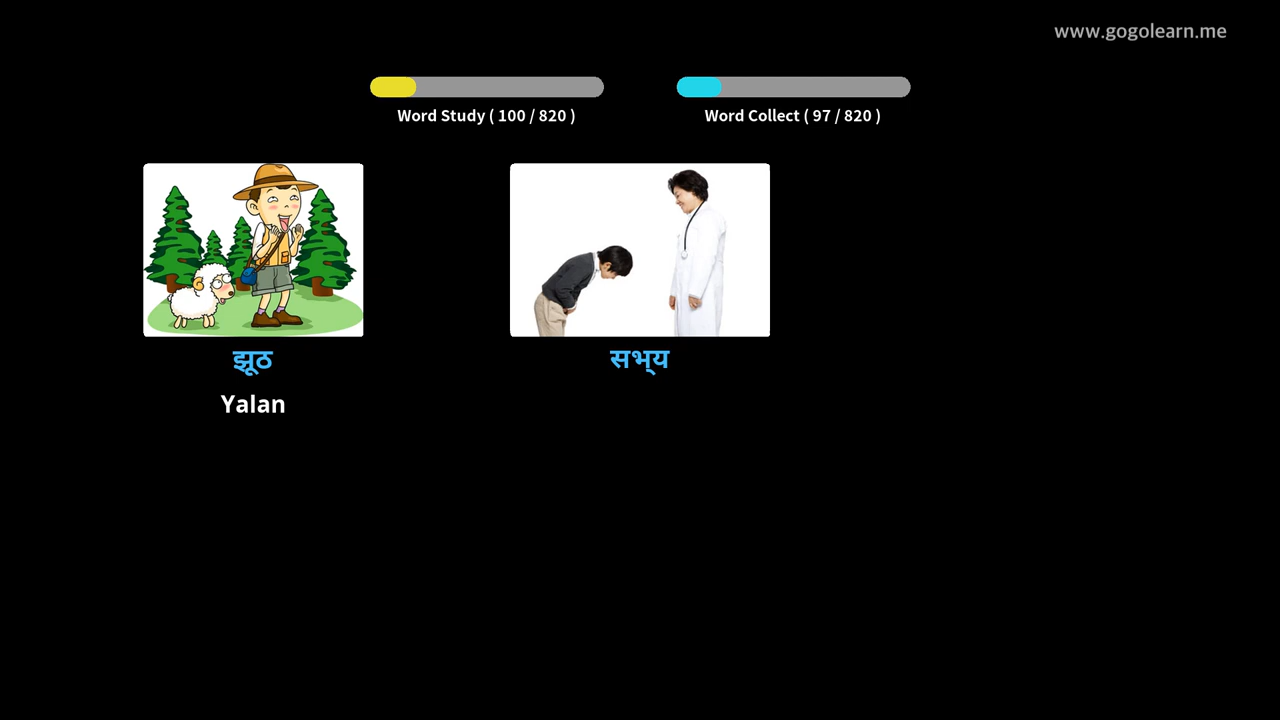 www.gogolearn.me
Word Study ( 100 / 820 )
Word Collect ( 97 / 820 )
झूठ
सभ्‍य
Yalan